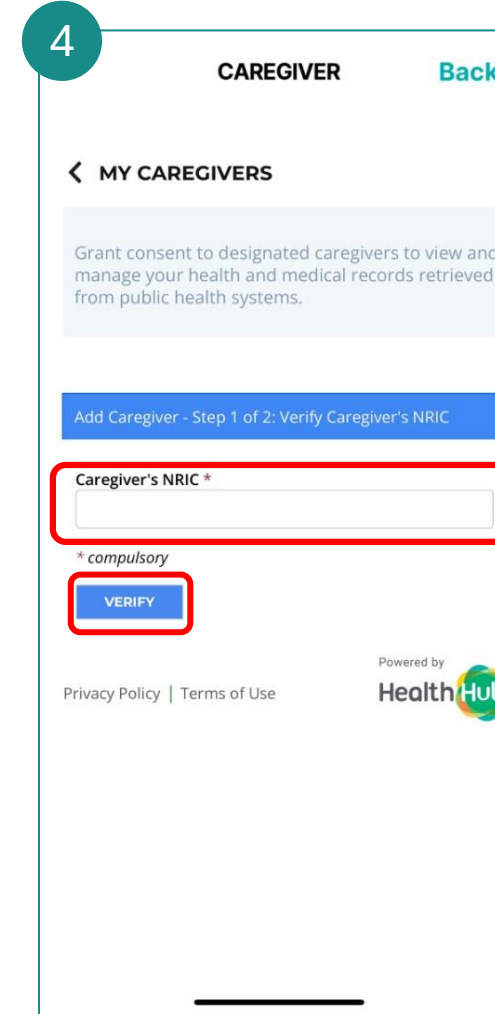 4
CAREGIVER Back
MY CAREGIVERS
Grant consent to designated caregivers to view and
manage your health and medical records retrieved
from public health systems.
Add Caregiver - Step 1 of 2: Verify Caregiver's NRIC
Caregiver's NRIC *
* compulsory
VERIFY
Powered by
HealthHub
Privacy Policy | Terms of Use